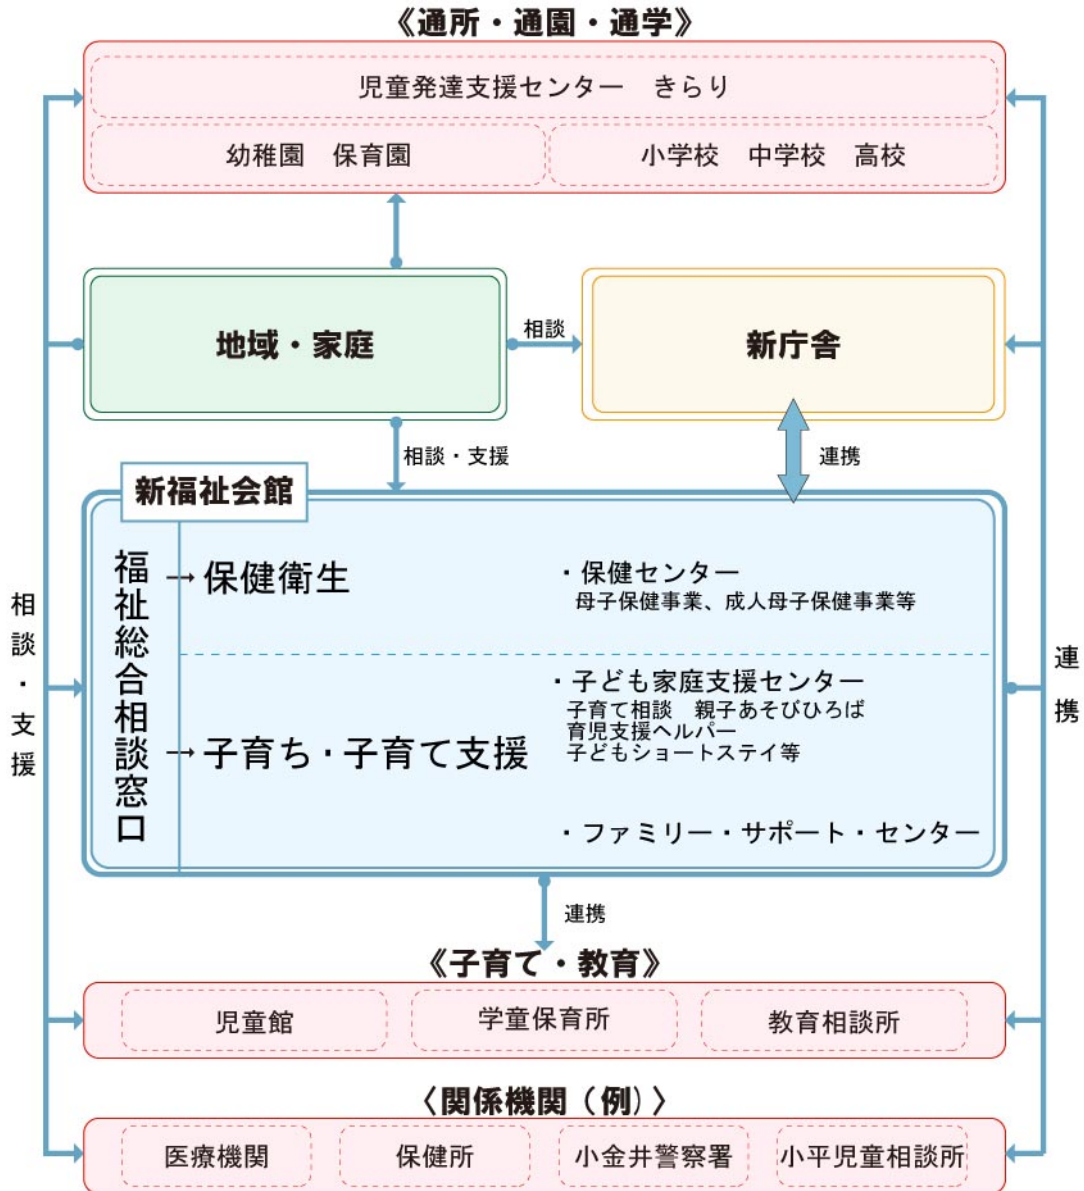 《通所・通園・通学》
児童発達支援センター　きらり
幼稚園　保育園
小学校　中学校　高校
地域・家庭
相談
新庁舎
相談・支援
連携
新福祉会館
福祉総合相談窓口
→保健衛生
・保健センター
母子保健事業、成人母子保健事業等
→子育ち・子育て支援
・子ども家庭支援センター
子育て相談　親子あそびひろば
育児支援ヘルパー
子どもショートステイ等
・ファミリー・サポート・センター
相談・支援
連携
連携
《子育て・教育》
児童館
学童保育所
教育相談所
〈関係機関（例）〉
医療機関
保健所
小金井警察署
小平児童相談所